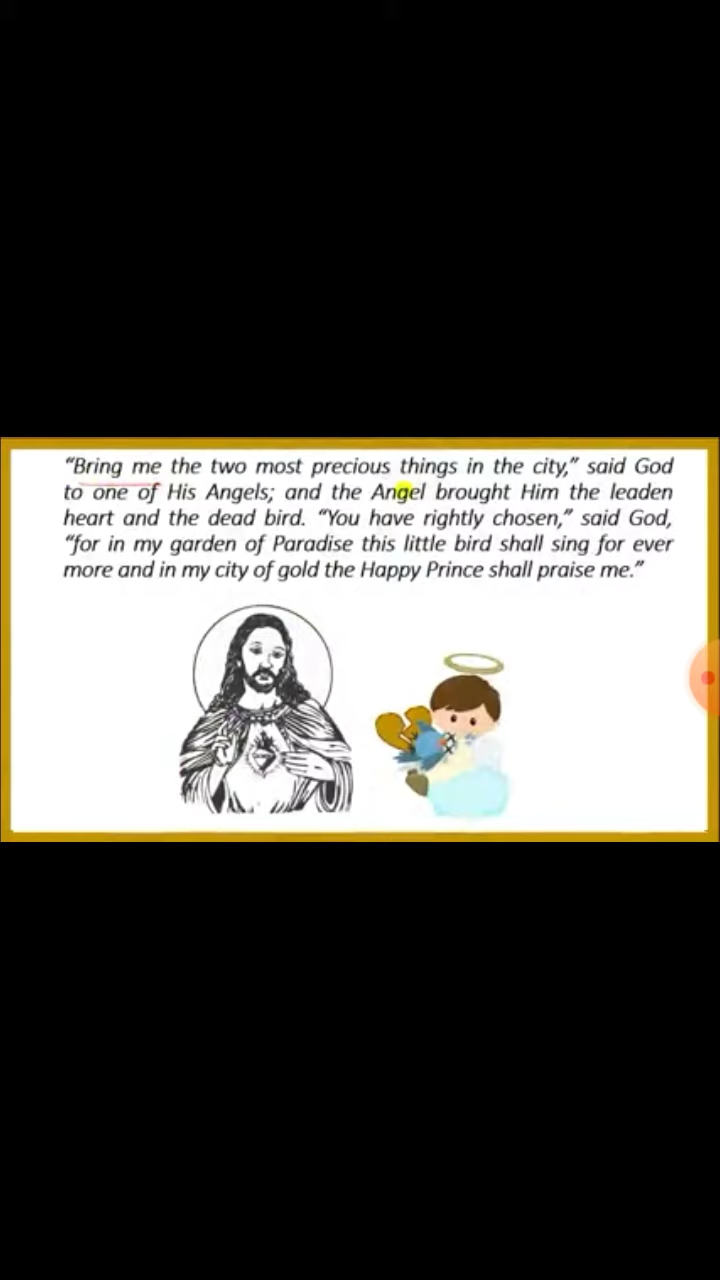 “Bring me the two most precious things in the city,” said God
to one of His Angels; and the Angel brought Him the leaden
heart and the dead bird. “You have rightly chosen,” said God,
“for in my garden of Paradise this little bird shall sing for ever
more and in my city of gold the Happy Prince shall praise me.”